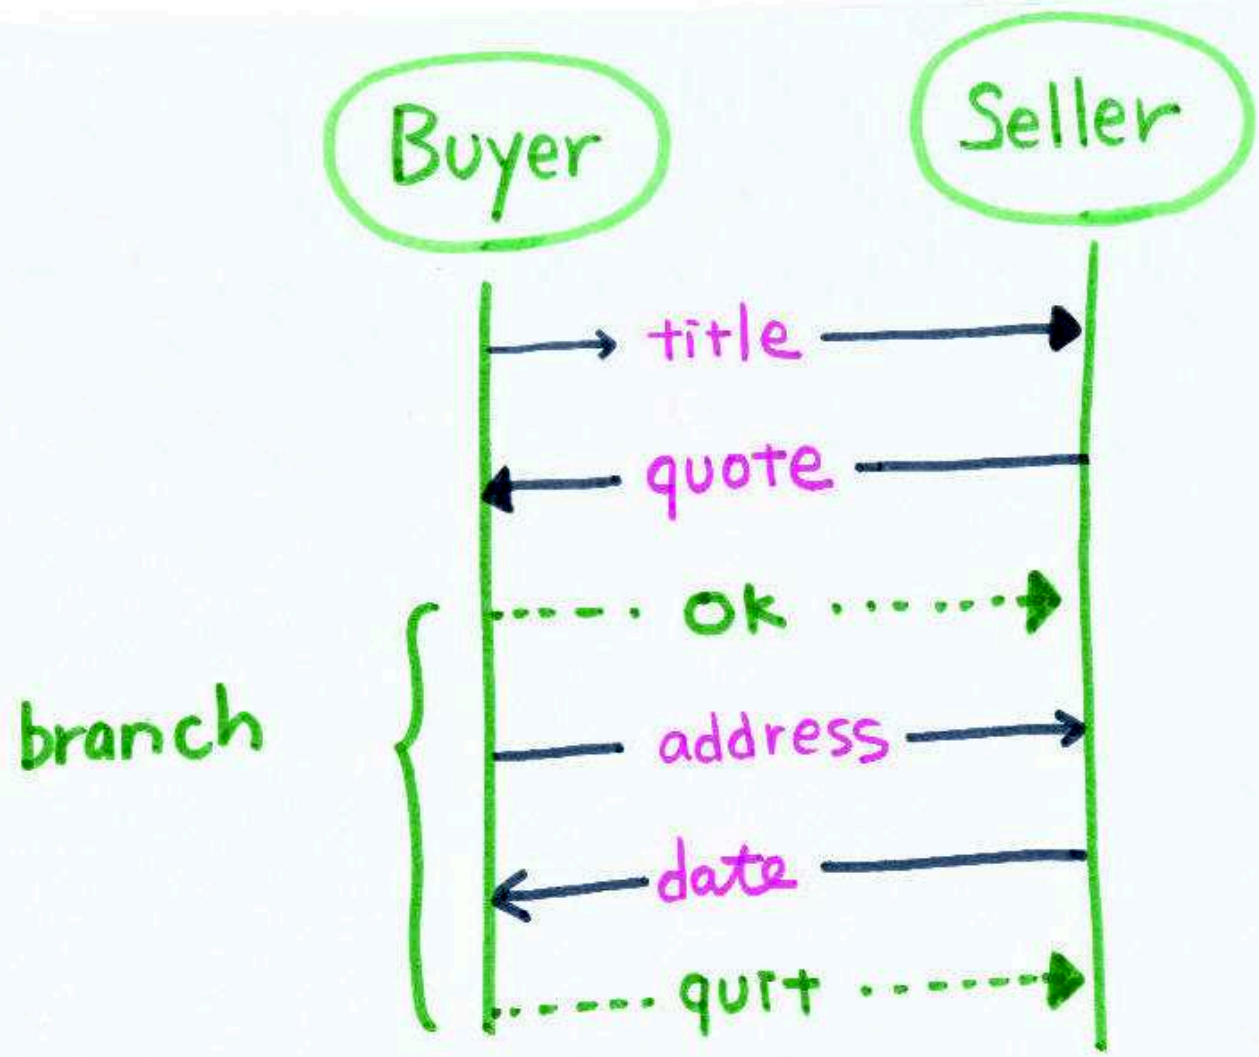 Buyer
Seller
title
quote
ok
address
branch
date
quit